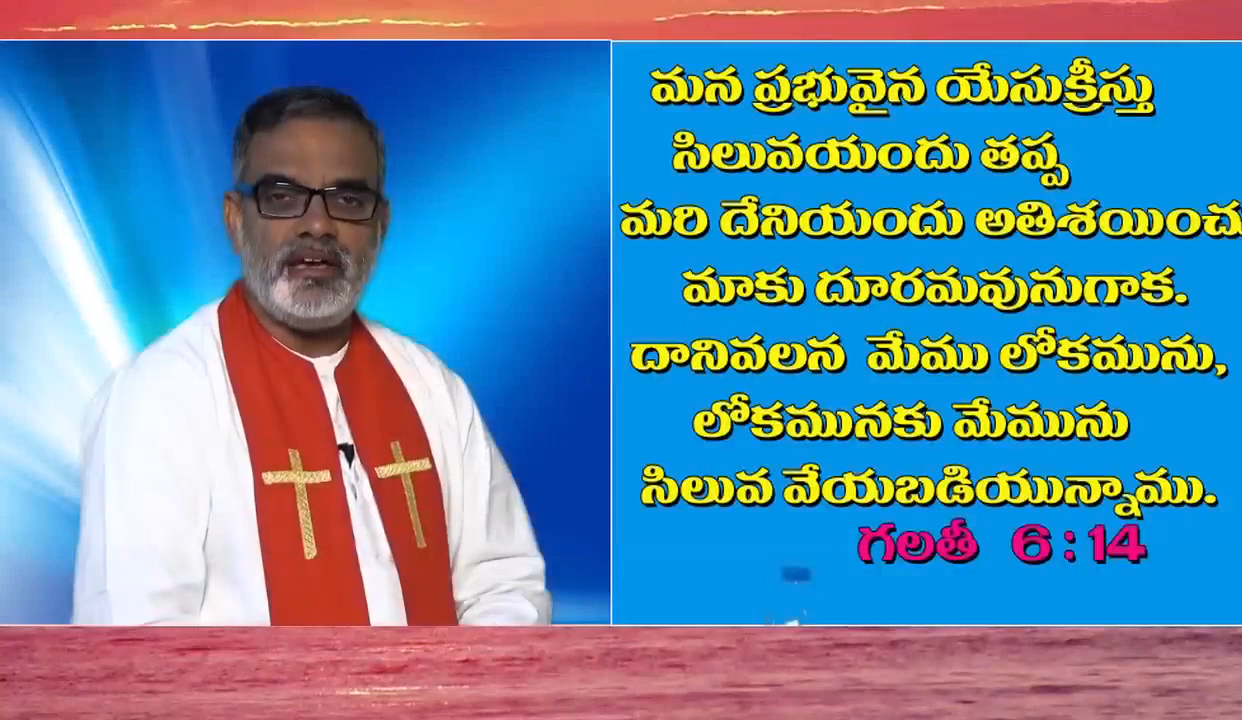 మన ప్రభువైన యేసుక్రీస్తు
సిలువయందు తప్ప
మరి దేనియందు అతిశయించు
మాకు దూరమవునుగాక.
దానివలన మేము లోకమును,
లోకమునకు మేమును
సిలువ వేయబడియున్నాము.
గలతీ 6 : 14